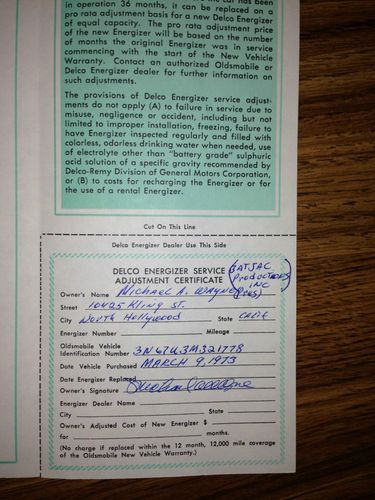 in operation 36 months, it can be replaced on a
pro rata adjustment basis for a new Delco Energizer
of equal capacity. The pro rata adjustment price
of the new Energizer will be based on the number
of months the original Energizer was in service
commencing with the start of the New Vehicle
Warranty. Contact an authorized Oldsmobile or
Delco Energizer dealer for further information on
such adjustments.
The provisions of Delco Energizer service adjust-
ments do not apply (A) to failure in service due to
misuse, negligence or accident, including but not
limited to improper installation, freezing, failure to
have Energizer inspected regularly and filled with
colorless, odorless drinking water when needed, use
of electrolyte other than "battery grade" sulphuric
acid solution of a specific gravity recommended by
Delco-Remy Division of General Motors Corporation,
or (B) to costs for recharging the Energizer or for
the use of a rental Energizer.
Cut On This Line
Delco Energizer Dealer Use This Side
DELCO ENERGIZER SERVICE (BATJAC
ADJUSTMENT CERTIFICATE Productions
INC
Owner's Name Michael A. Wayne (Pres)
Street 10425 Kling St.
City North Hollywood State Calif
Energizer Number Mileage
Oldsmobile Vehicle
Identification Number 3N67U3M321778
Date Vehicle Purchased MARCH 9, 1973
Date Energizer Replaced
Owner's Signature
Energizer Dealer Name
City State
Owner's Adjusted Cost of New Energizer $
for months.
(No charge if replaced within the 12 month, 12,000 mile coverage
of the Oldsmobile New Vehicle Warranty.)